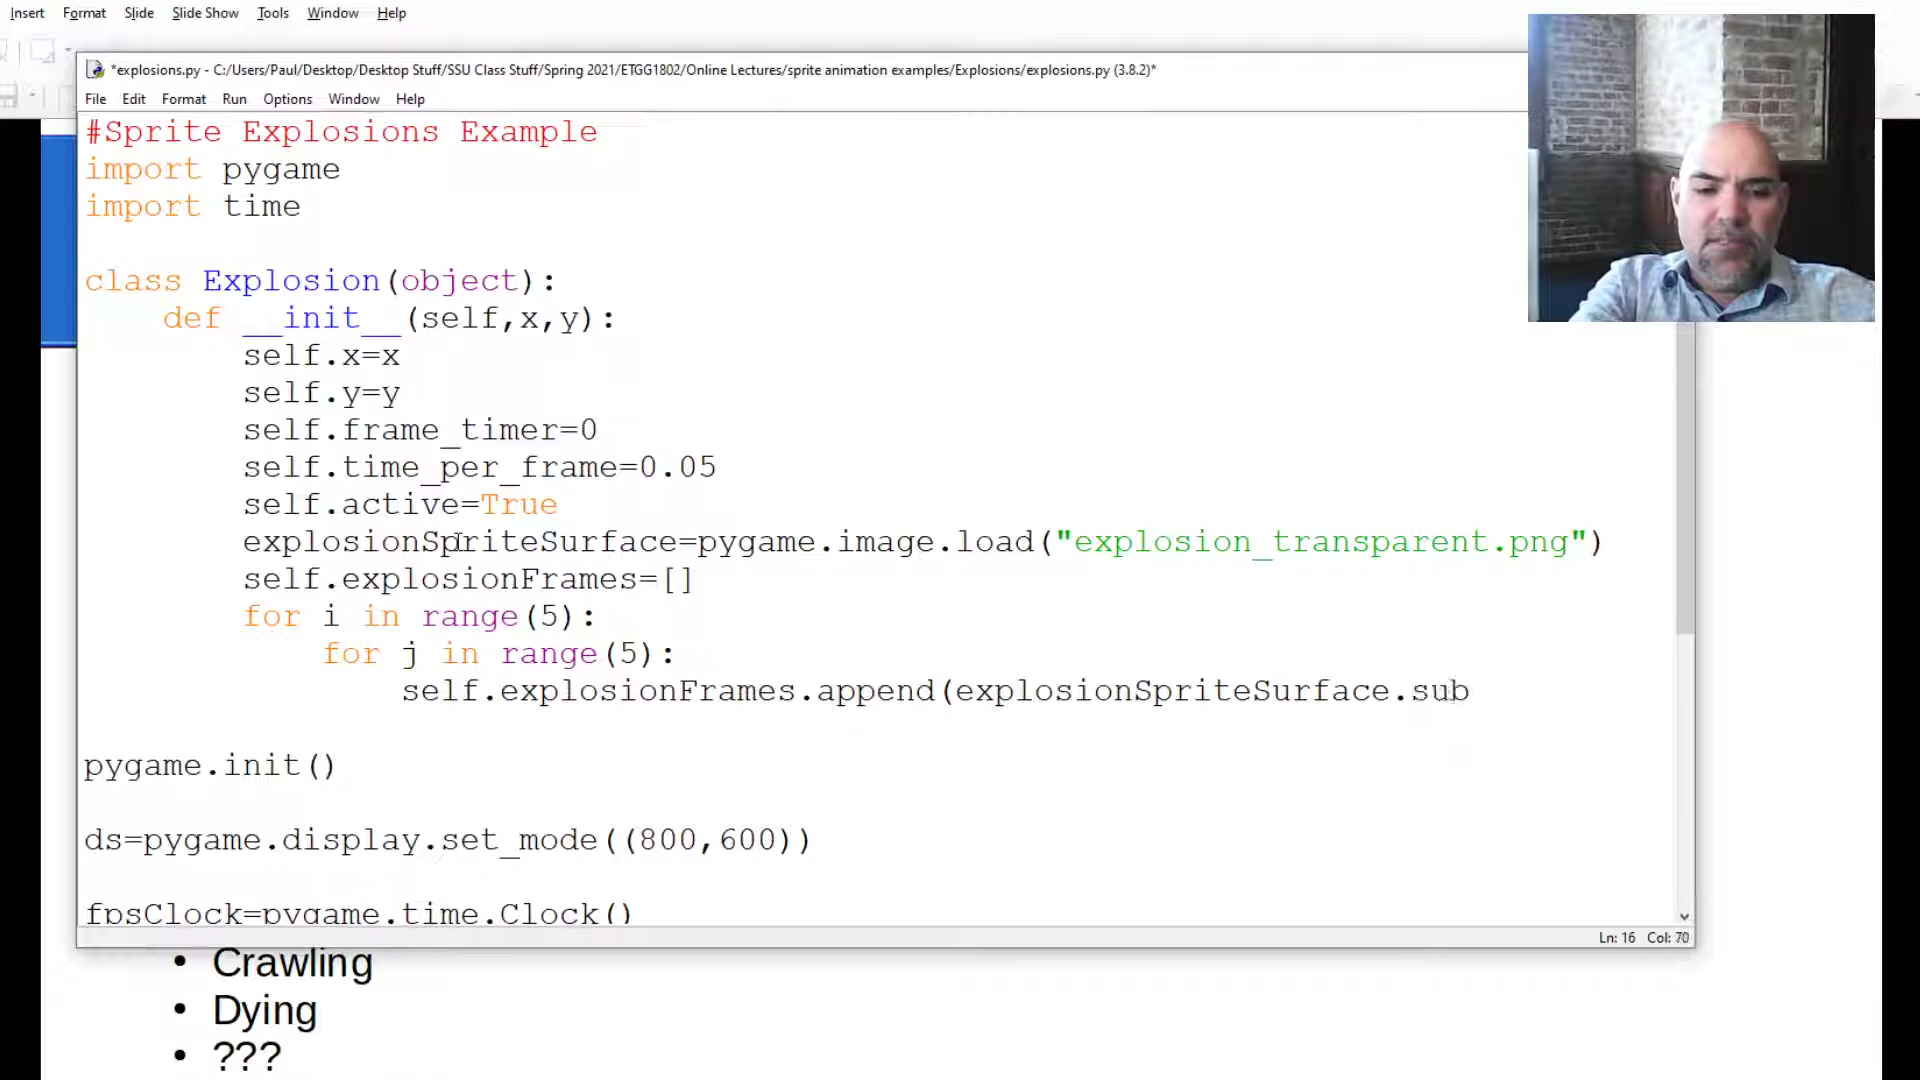 Insert Format Slide Slide Show Tools Window Help
*explosions.py - C:/Users/Paul/Desktop/Desktop Stuff/SSU Class Stuff/Spring 2021/ETGG1802/Online Lectures/sprite animation examples/Explosions/explosions.py (3.8.2)*
File Edit Format Run Options Window Help
#Sprite Explosions Example
import pygame
import time
class Explosion(object):
def __init__(self,x,y):
self.x=x
self.y=y
self.frame_timer=0
self.time_per_frame=0.05
self.active=True
explosionSpriteSurface=pygame.image.load("explosion_transparent.png")
self.explosionFrames=[]
for i in range(5):
for j in range(5):
self.explosionFrames.append(explosionSpriteSurface.sub
pygame.init()
ds=pygame.display.set_mode((800,600))
fpsClock=pygame.time.Clock()
Ln: 16 Col: 70
• Crawling
• Dying
• ???